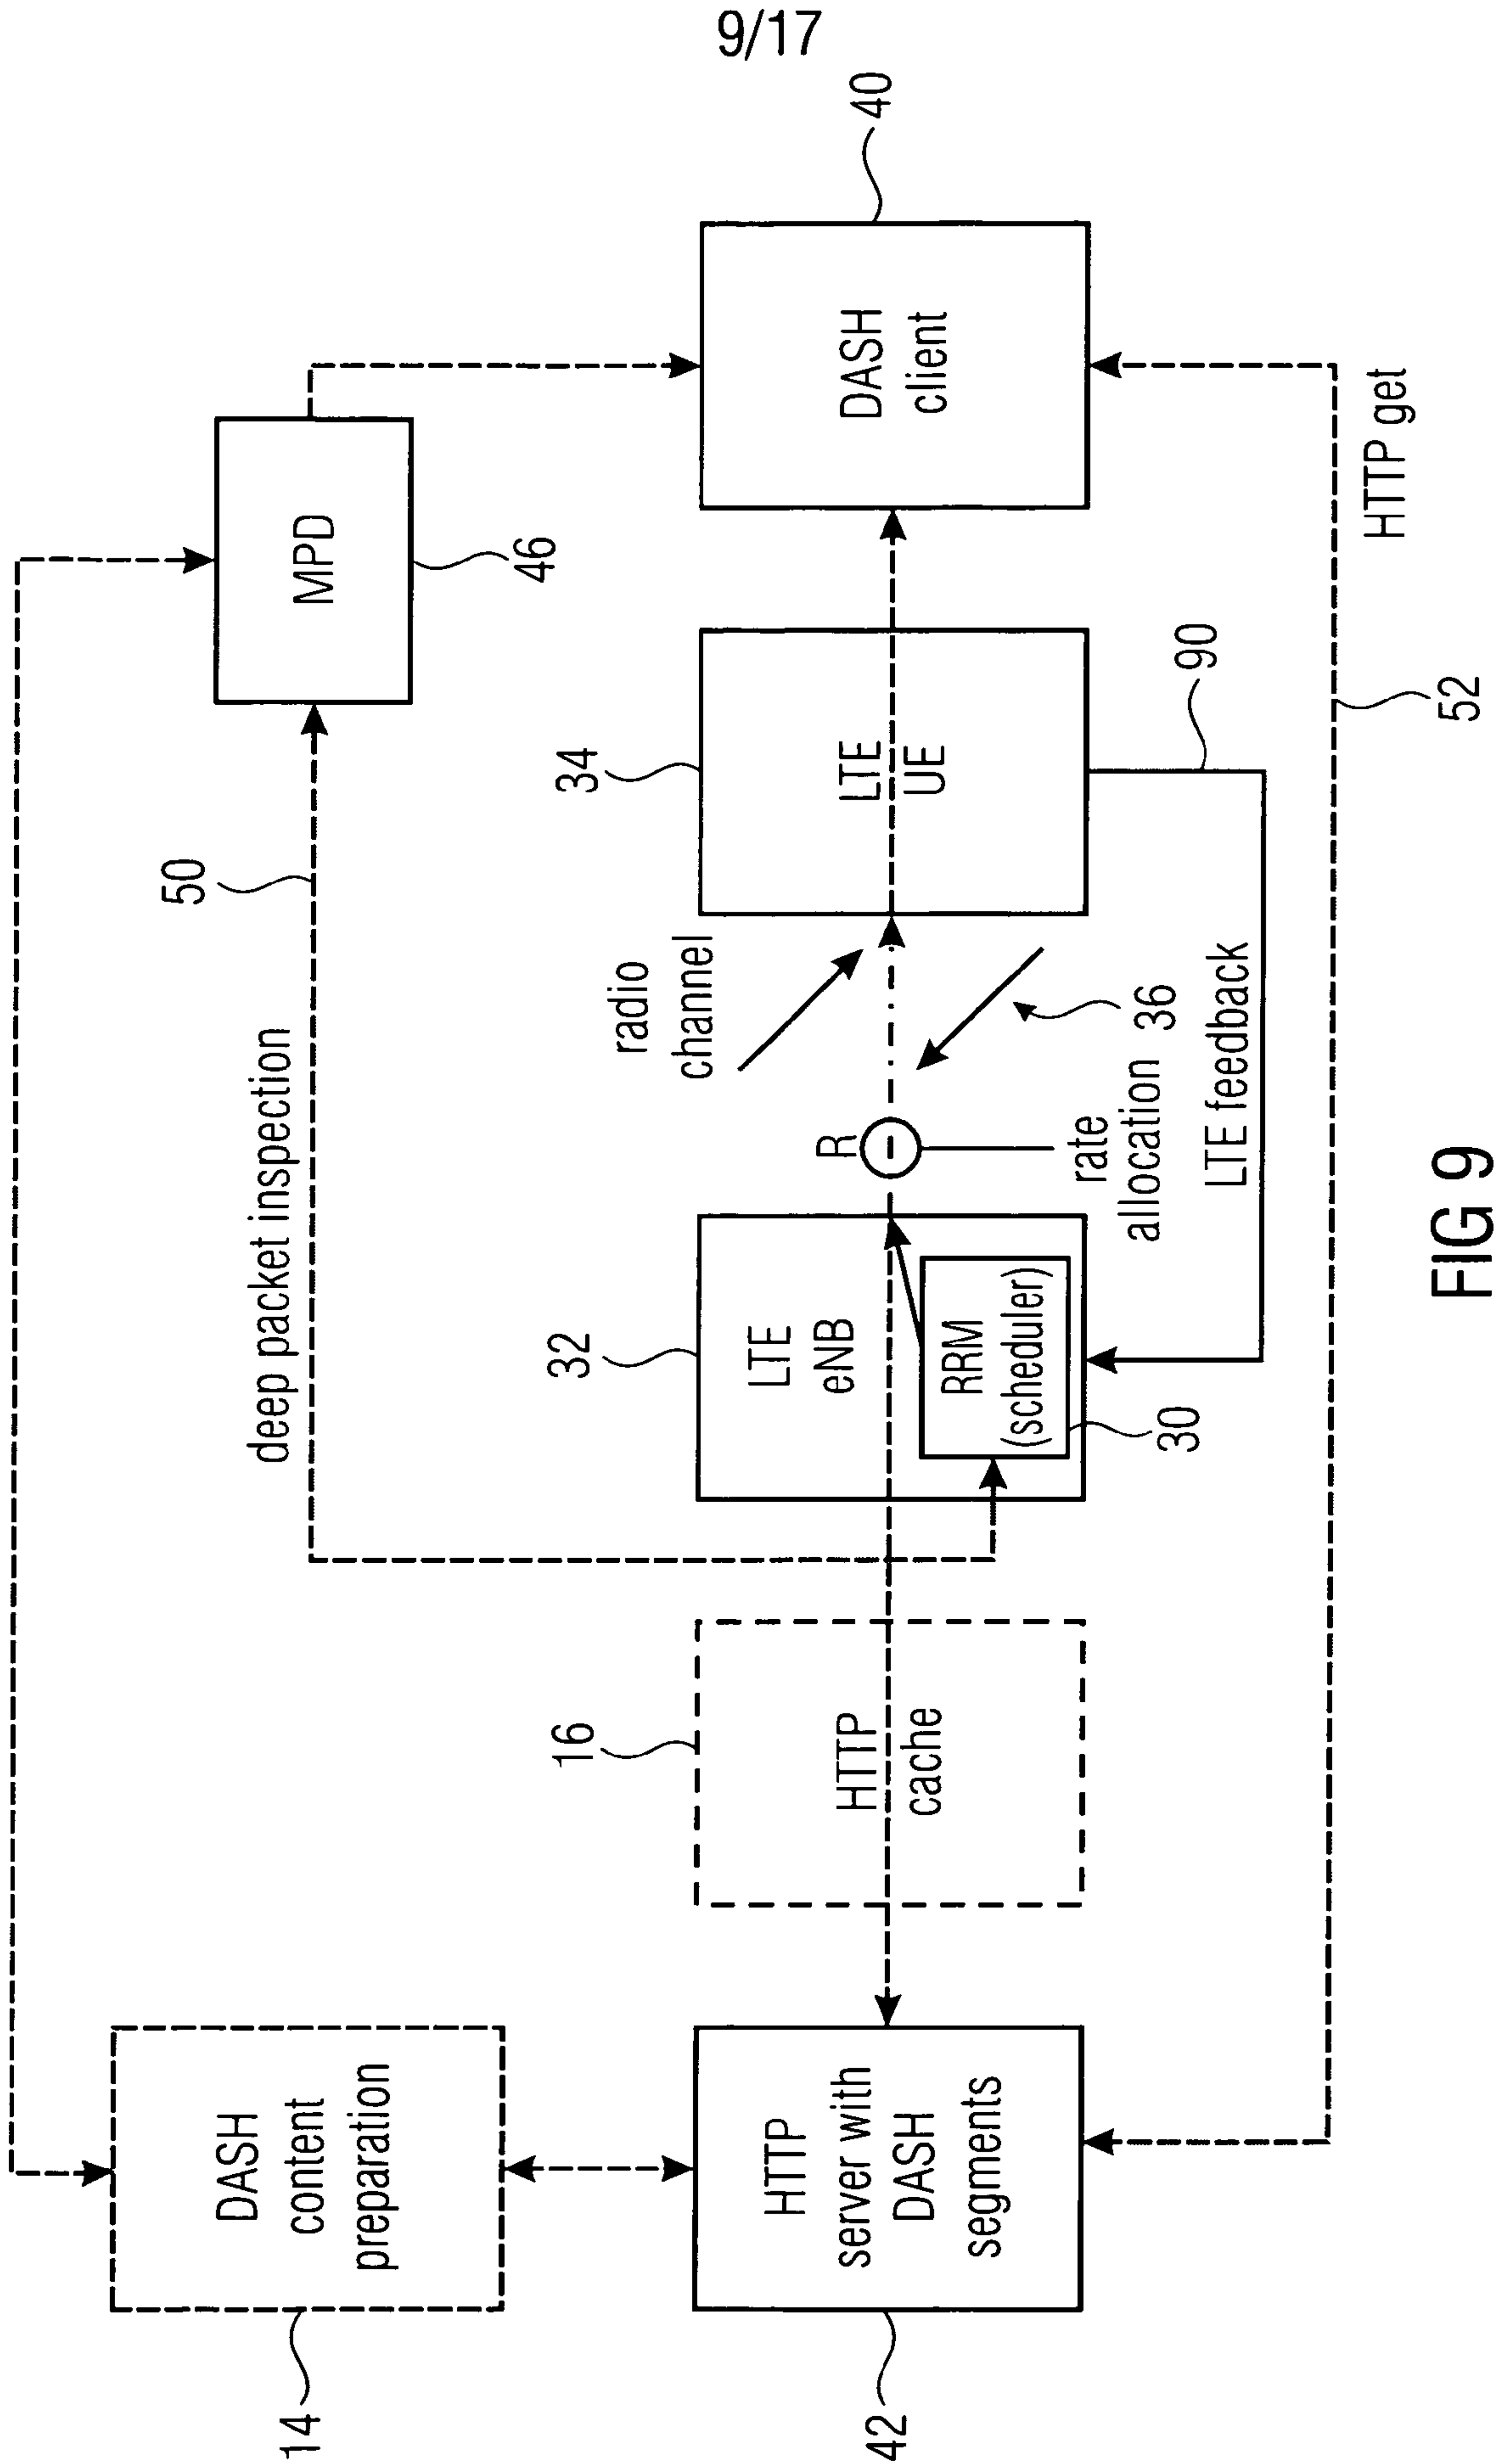 9/17
14
DASH
content
preparation
deep packet inspection
50
MPD
46
42
HTTP
server with
DASH
segments
16
HTTP
cache
32
LTE
eNB
RRM
(scheduler)
30
R
rate
allocation
radio
channel
36
34
LTE
UE
LTE feedback
90
DASH
client
40
HTTP get
52
FIG 9